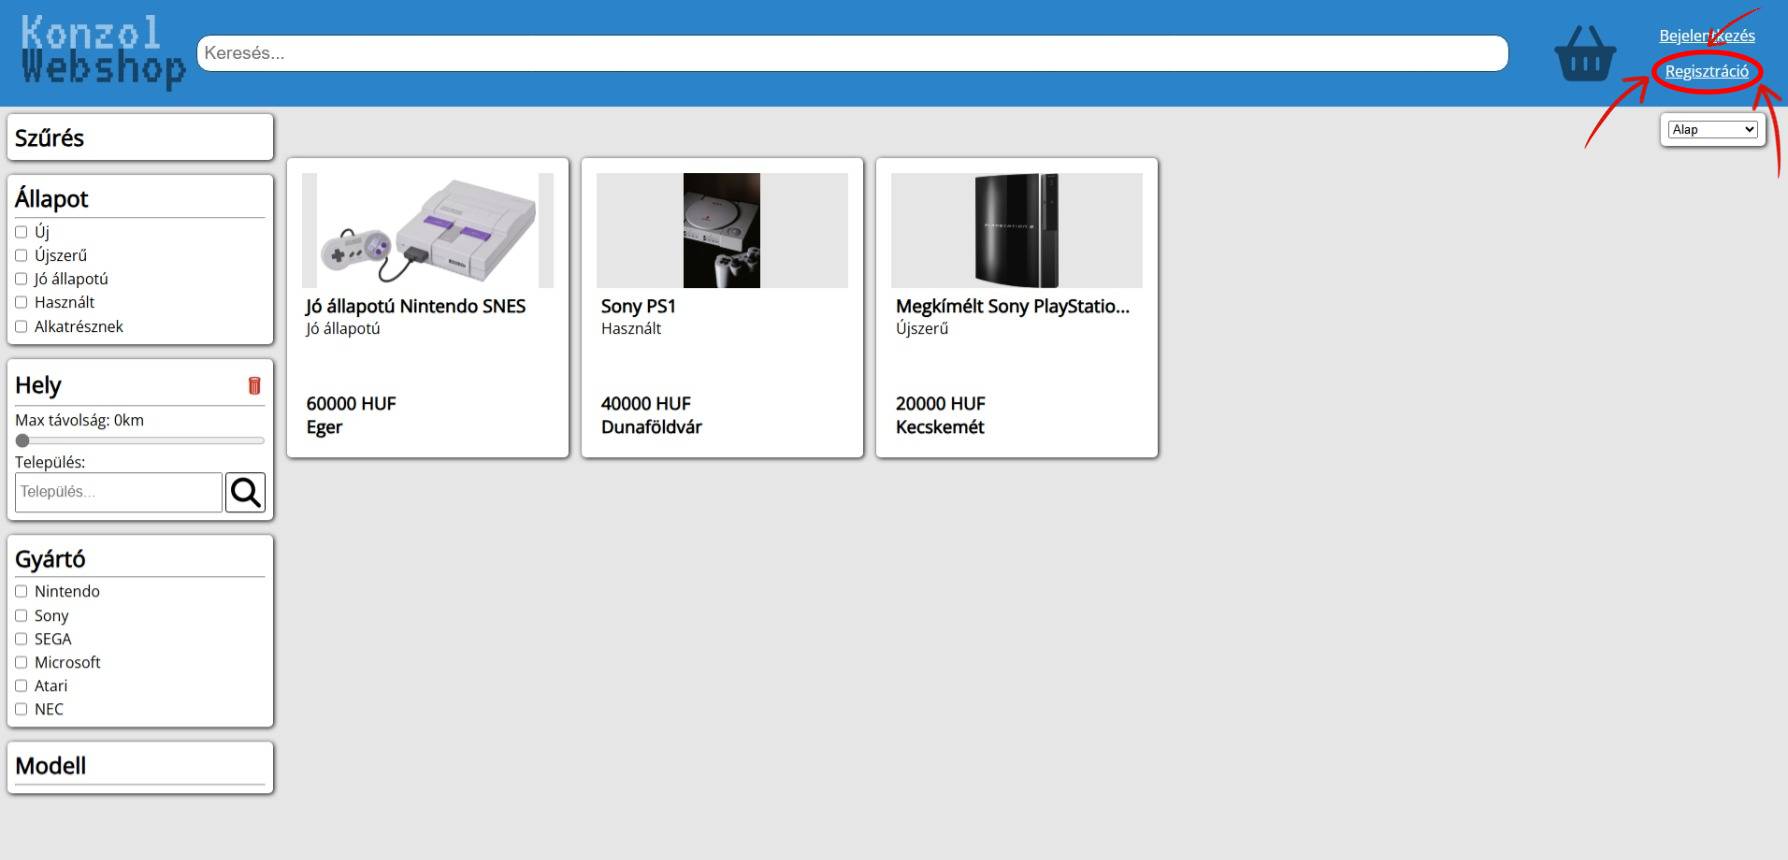 Konzol
Webshop
Keresés...
Bejelentkezés
Regisztráció
Alap
Szűrés
Állapot
Új
Újszerű
Jó állapotú
Használt
Alkatrésznek
Hely
Max távolság: 0km
Település:
Település...
Gyártó
Nintendo
Sony
SEGA
Microsoft
Atari
NEC
Modell
Jó állapotú Nintendo SNES
Jó állapotú
60000 HUF
Eger
Sony PS1
Használt
40000 HUF
Dunaföldvár
PLAYSTATION 3
Megkímélt Sony PlayStatio...
Újszerű
20000 HUF
Kecskemét